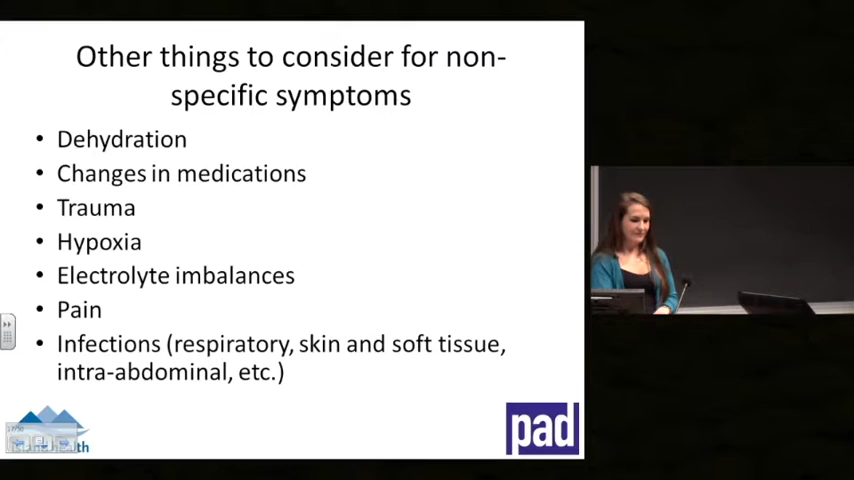 Other things to consider for non-
specific symptoms
• Dehydration
• Changes in medications
• Trauma
• Hypoxia
• Electrolyte imbalances
• Pain
• Infections (respiratory, skin and soft tissue,
intra-abdominal, etc.)
pad